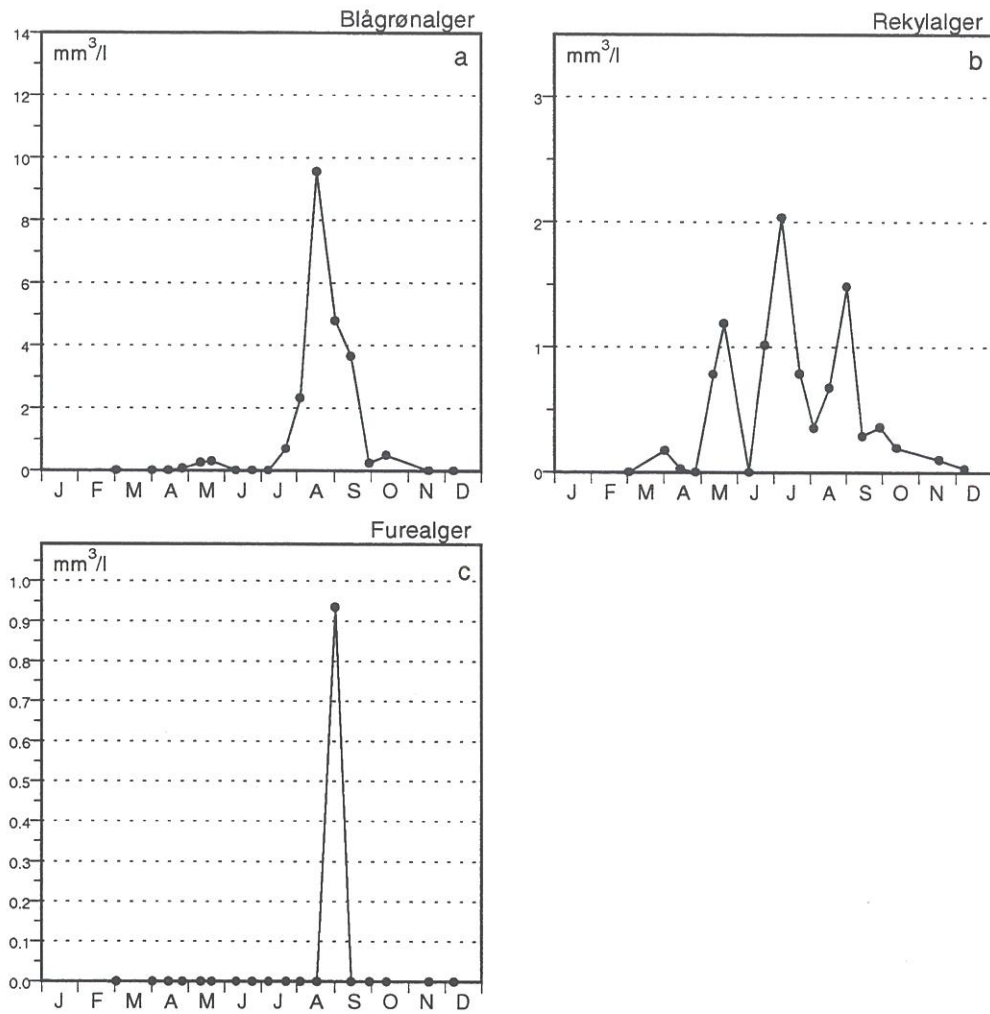 Blågrønalger
mm³/l
a
14
12
10
8
6
4
2
0
J F M A M J J A S O N D
Rekylalger
mm³/l
b
3
2
1
0
J F M A M J J A S O N D
Furealger
mm³/l
c
1.0
0.9
0.8
0.7
0.6
0.5
0.4
0.3
0.2
0.1
0.0
J F M A M J J A S O N D